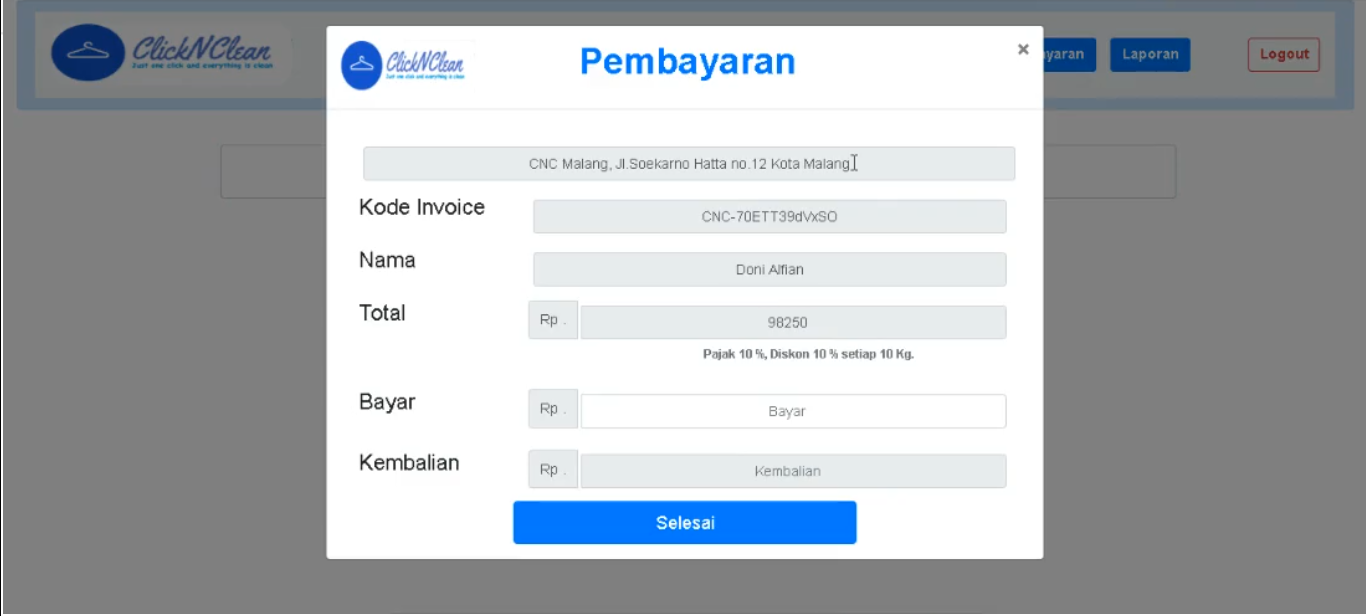 ClickNClean
Just one click and everything is clean
yaran
Laporan
Logout
ClickNClean
Just one click and everything is clean
Pembayaran
×
CNC Malang, Jl.Soekarno Hatta no.12 Kota Malang
Kode Invoice
CNC-70ETT39dVxSO
Nama
Doni Alfian
Total
Rp .
98250
Pajak 10 %, Diskon 10 % setiap 10 Kg.
Bayar
Rp .
Bayar
Kembalian
Rp .
Kembalian
Selesai